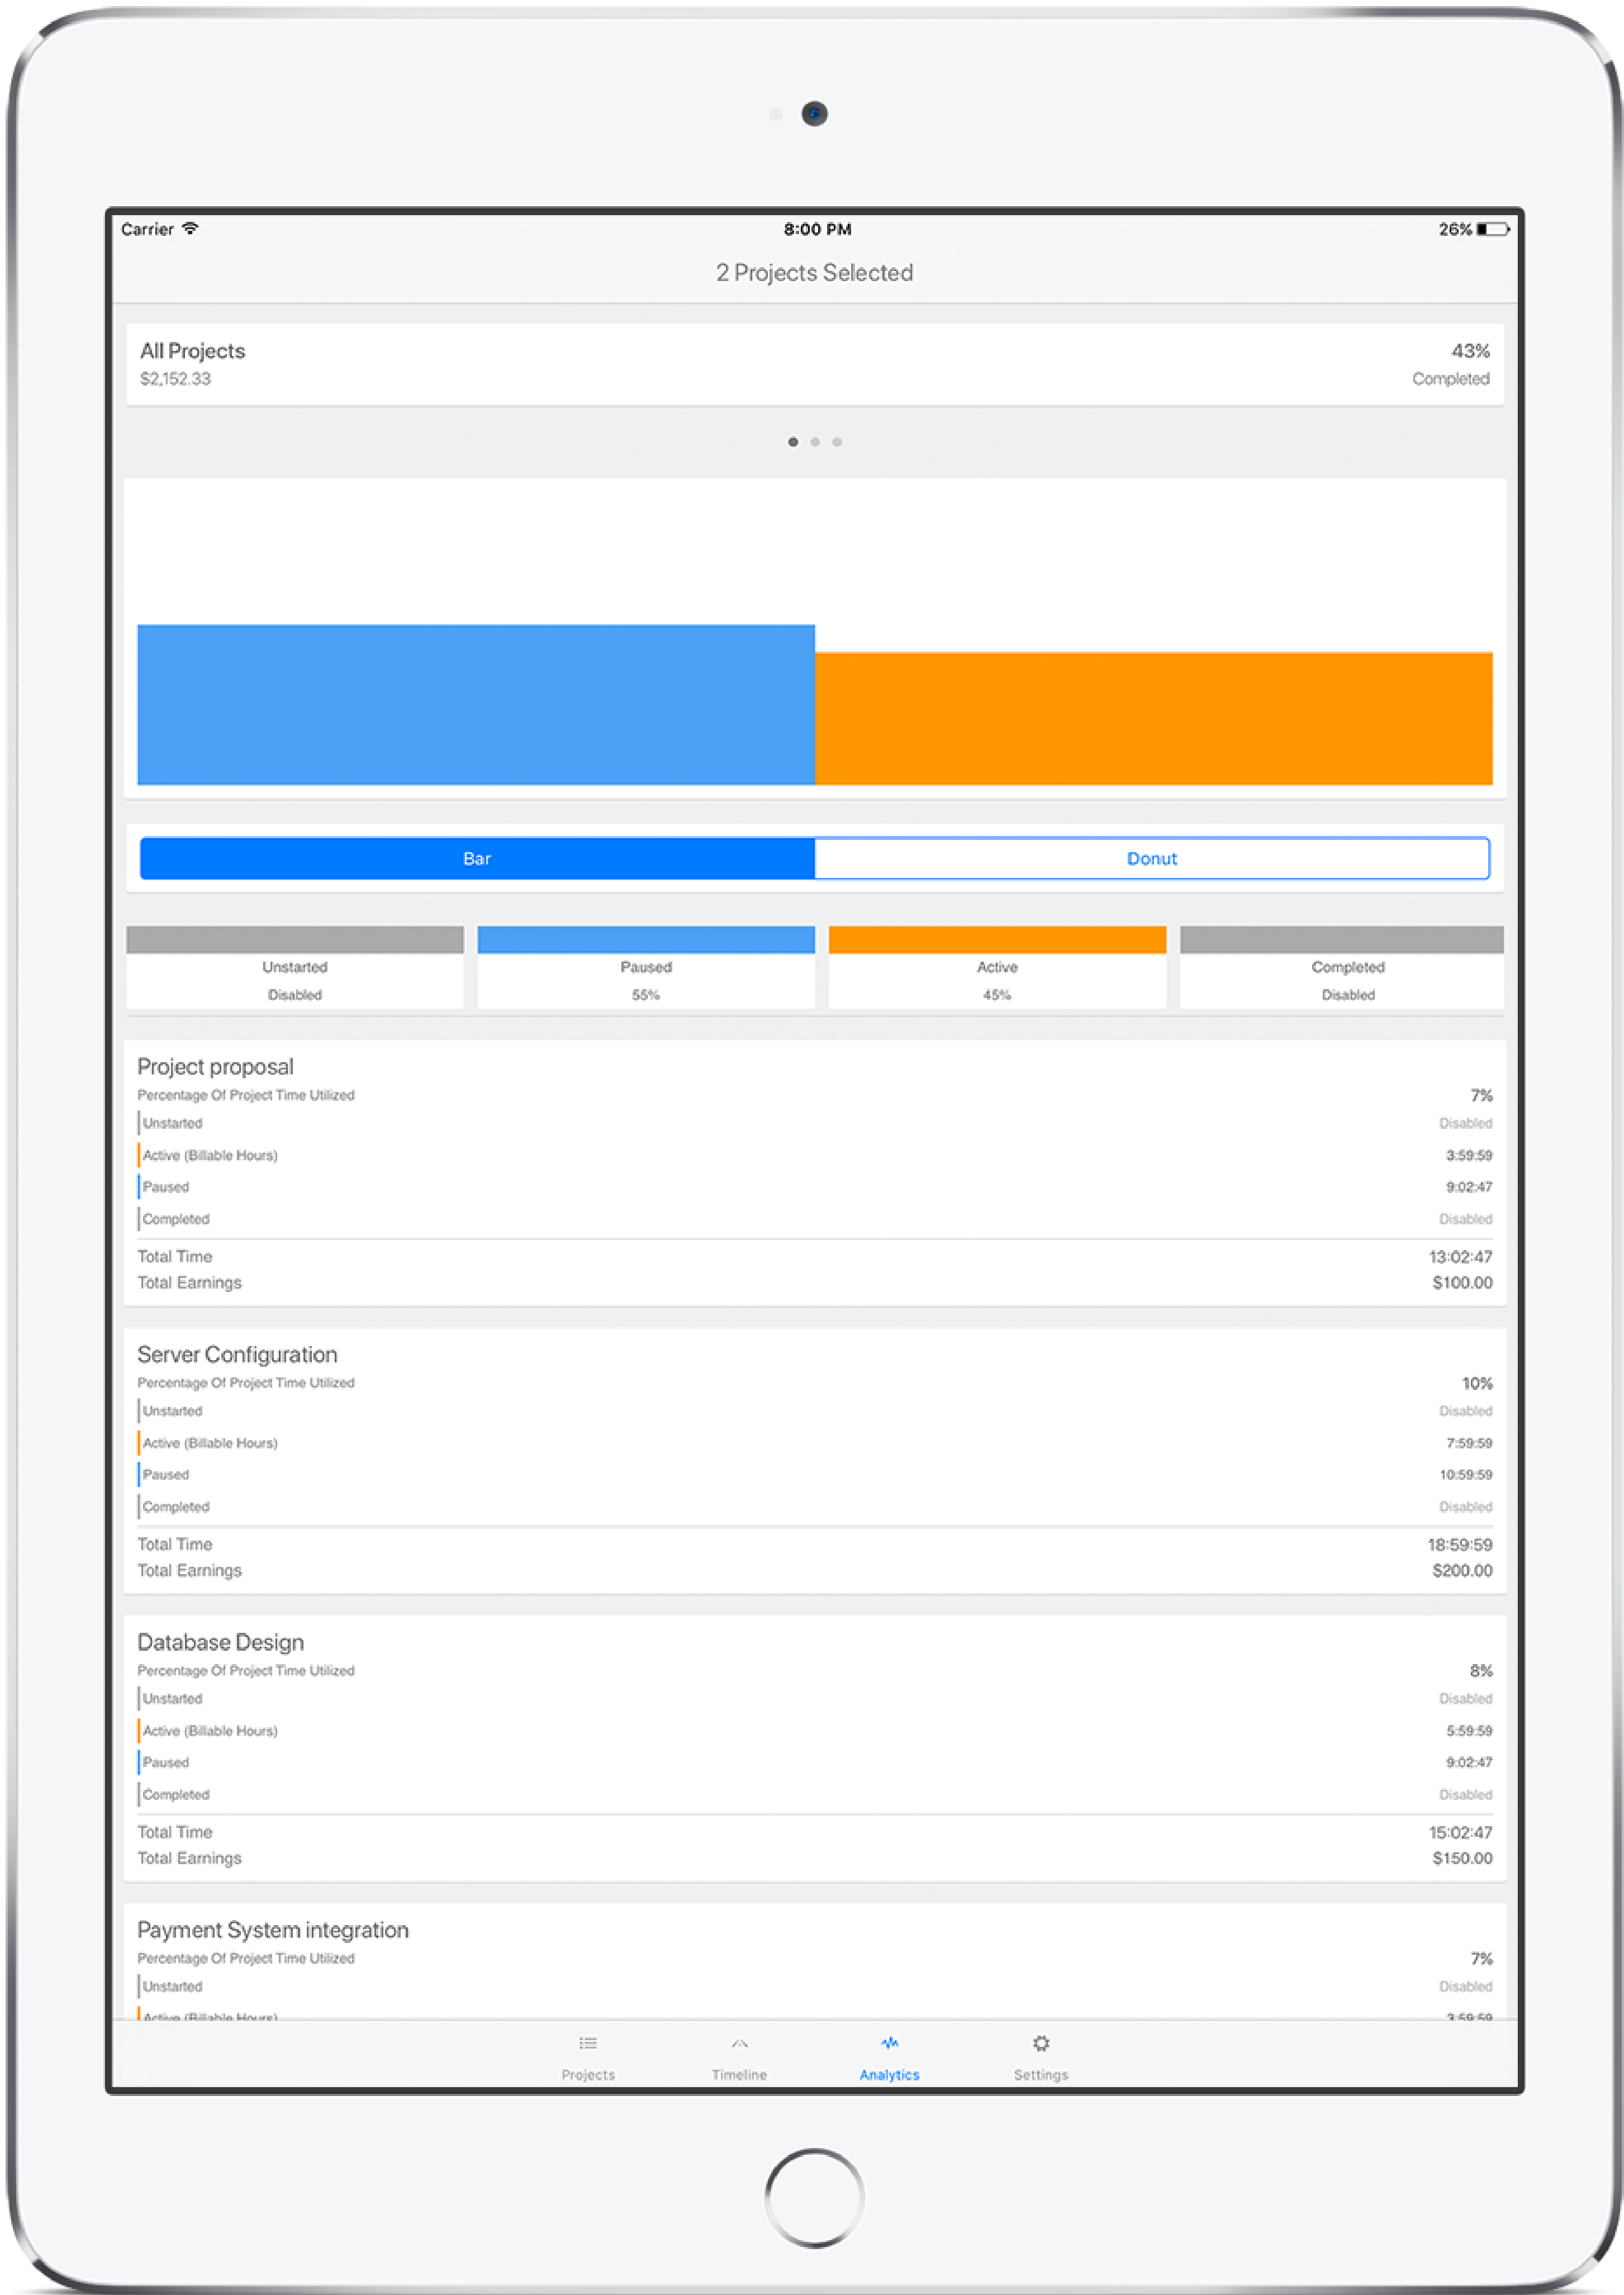 Carrier 8:00 PM 26%
2 Projects Selected
All Projects 43%
$2,152.33 Completed
Bar Donut
Unstarted Paused Active Completed
Disabled 55% 45% Disabled
Project proposal
Percentage Of Project Time Utilized 7%
Unstarted Disabled
Active (Billable Hours) 3:59:59
Paused 9:02:47
Completed Disabled
Total Time 13:02:47
Total Earnings $100.00
Server Configuration
Percentage Of Project Time Utilized 10%
Unstarted Disabled
Active (Billable Hours) 7:59:59
Paused 10:59:59
Completed Disabled
Total Time 18:59:59
Total Earnings $200.00
Database Design
Percentage Of Project Time Utilized 8%
Unstarted Disabled
Active (Billable Hours) 5:59:59
Paused 9:02:47
Completed Disabled
Total Time 15:02:47
Total Earnings $150.00
Payment System integration
Percentage Of Project Time Utilized 7%
Unstarted Disabled
Active (Billable Hours) 3:59:59
Projects Timeline Analytics Settings